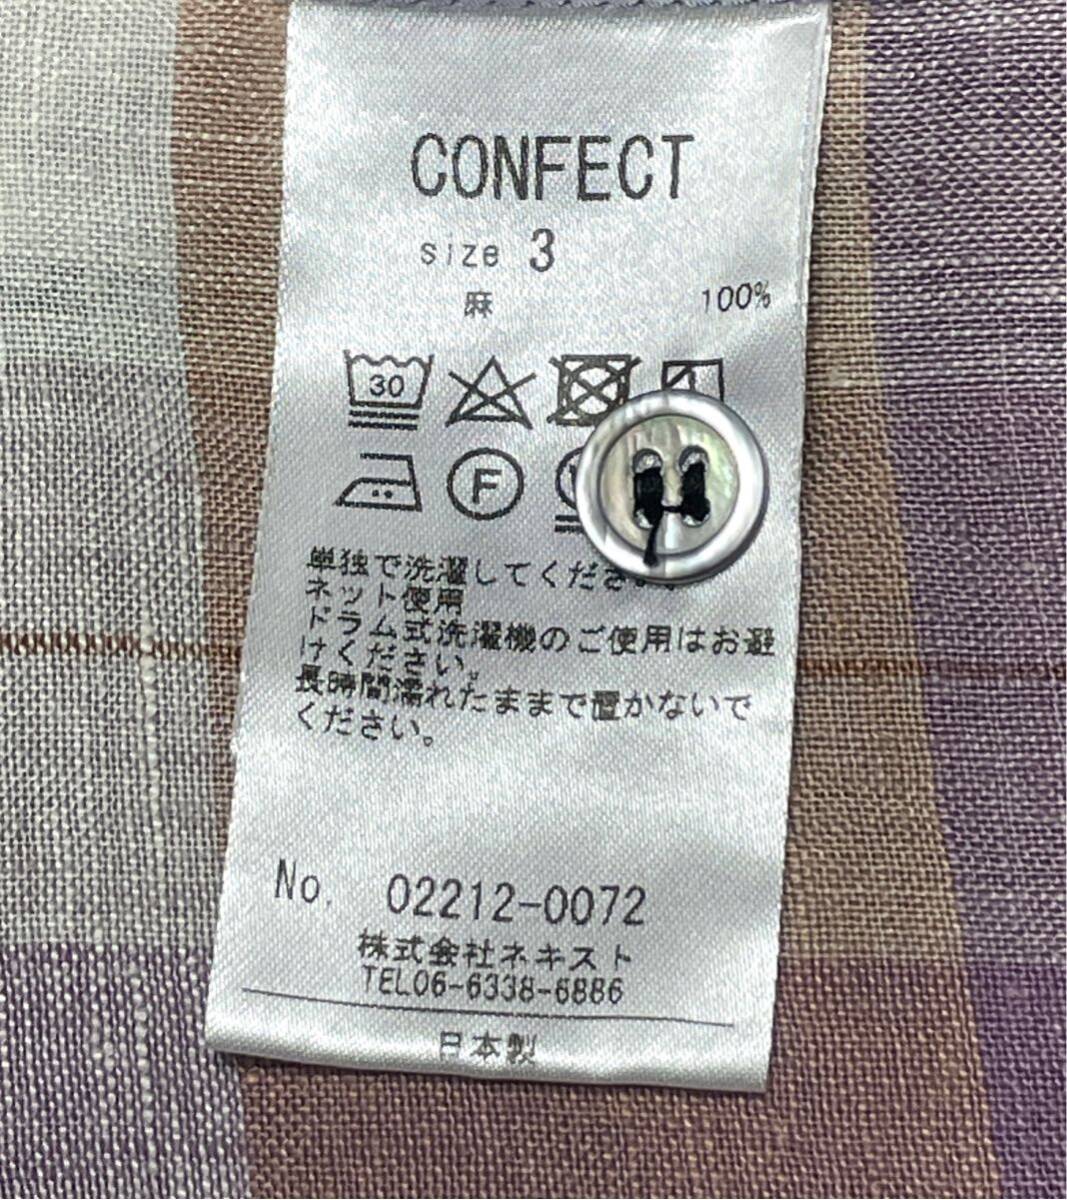 CONFECT
size 3
麻 100%
30
F
単独で洗濯してください。
ネット使用
ドラム式洗濯機のご使用はお避
けください。
長時間濡れたままで置かないで
ください。
No. 02212-0072
株式会社ネキスト
TEL06-6338-6886
日本製